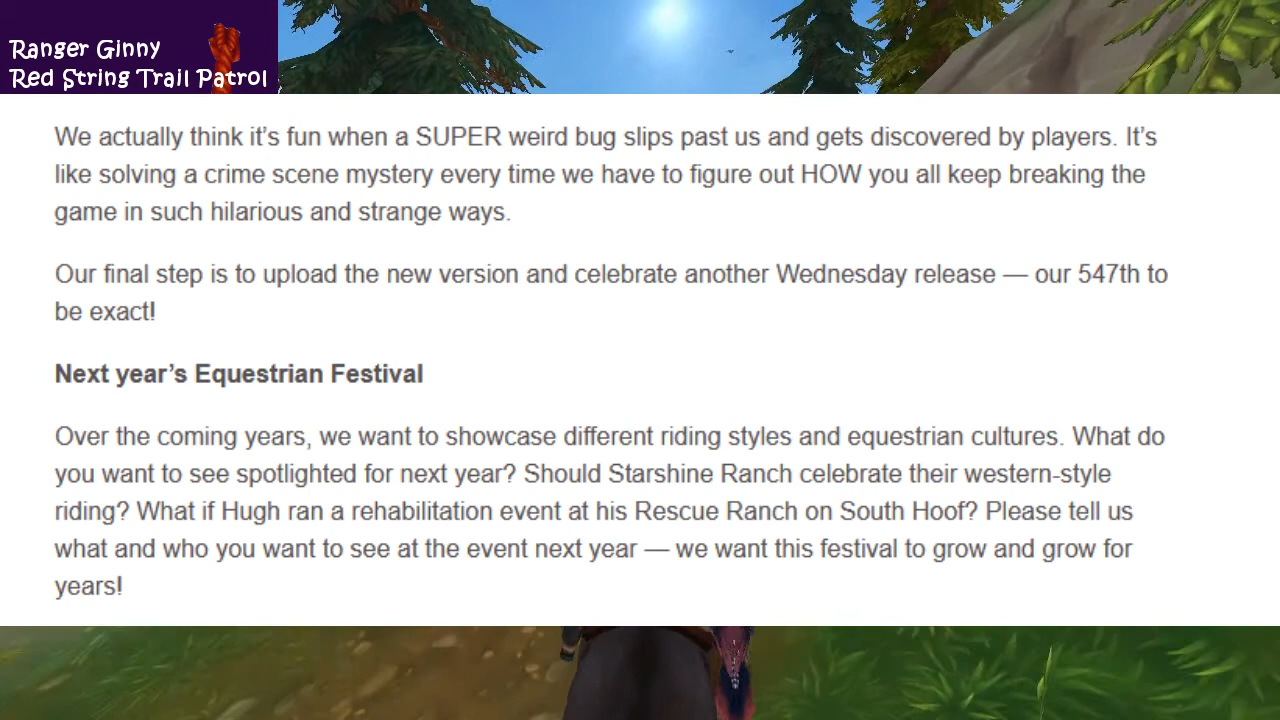 Ranger Ginny
Red String Trail Patrol
We actually think it’s fun when a SUPER weird bug slips past us and gets discovered by players. It’s
like solving a crime scene mystery every time we have to figure out HOW you all keep breaking the
game in such hilarious and strange ways.
Our final step is to upload the new version and celebrate another Wednesday release — our 547th to
be exact!
Next year’s Equestrian Festival
Over the coming years, we want to showcase different riding styles and equestrian cultures. What do
you want to see spotlighted for next year? Should Starshine Ranch celebrate their western-style
riding? What if Hugh ran a rehabilitation event at his Rescue Ranch on South Hoof? Please tell us
what and who you want to see at the event next year — we want this festival to grow and grow for
years!